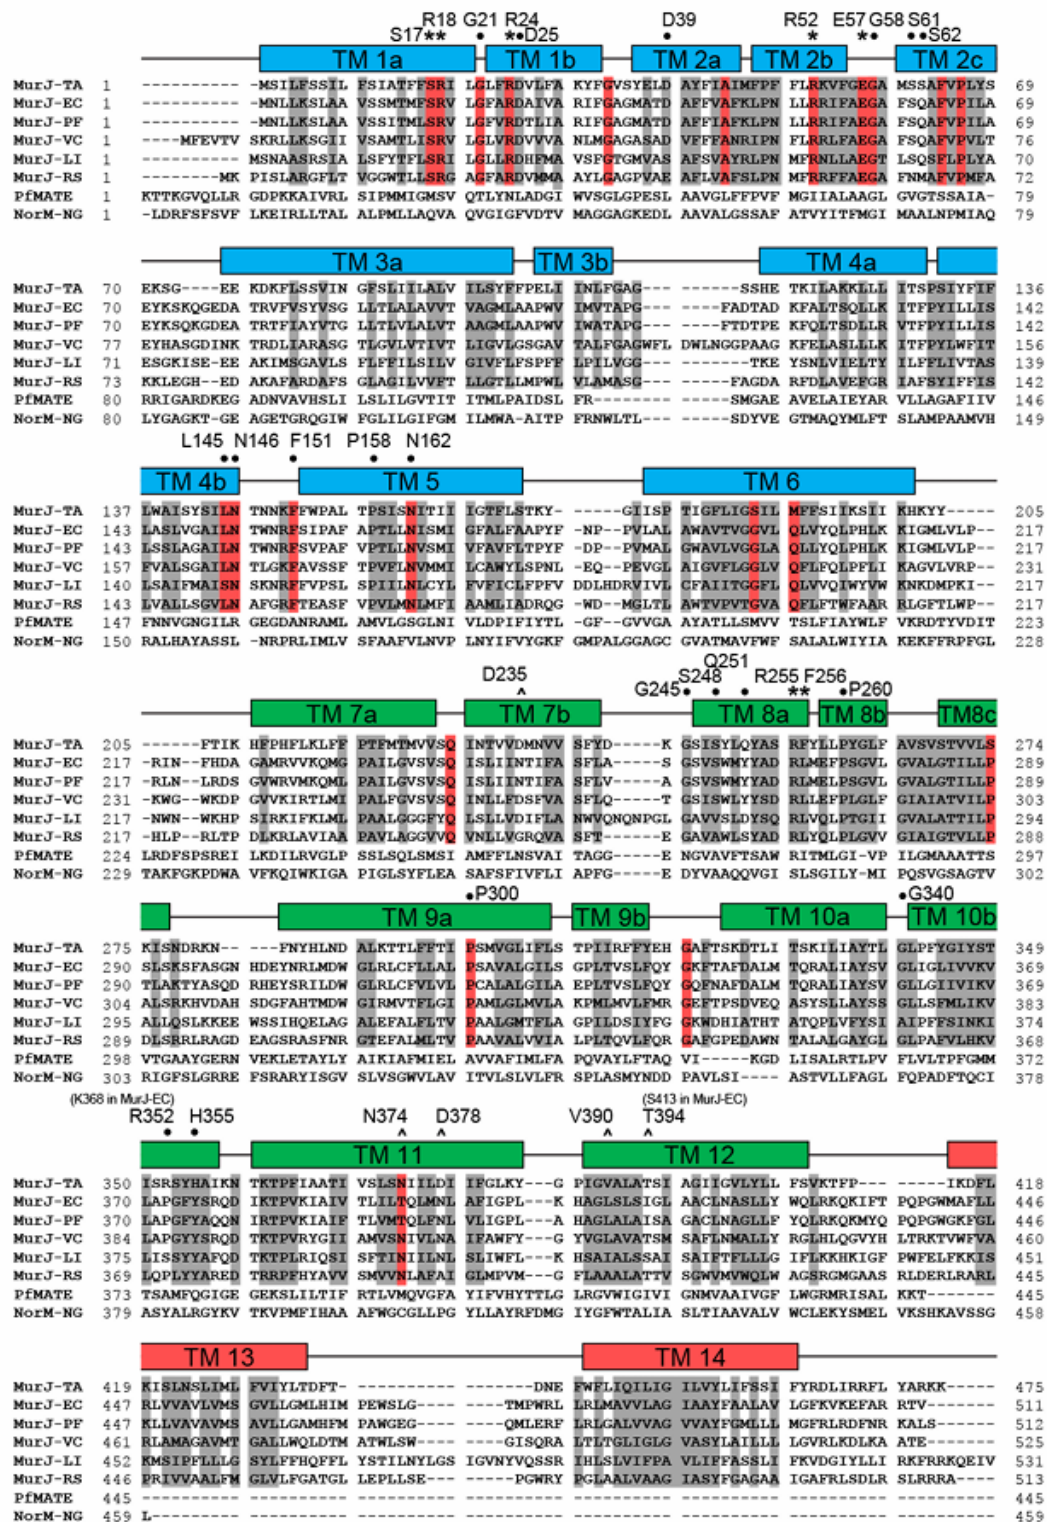 R18 G21 R24 D39 R52 E57 G58 S61
S17** • *•D25 • * *• •• S62
TM 1a TM 1b TM 2a TM 2b TM 2c
MurJ-TA 1 ---------- -MSILFSSIL FSIATFFSRI LGLFRDVLFA KYFGVSYELD AYFIAIMFPF FLRKVFGEGA MSSAFVPLYS 69
MurJ-EC 1 ---------- -MNLLKSLAA VSSMTMFSRV LGFARDAIVA RIFGAGMATD AFFVAFKLPN LLRRIFAEGA FSQAFVPILA 69
MurJ-PF 1 ---------- -MNLLKSLAA VSSITMLSRV LGFVRDTLIA RIFGAGMATD AFFIAFKLPN LLRRIFAEGA FSQAFVPILA 69
MurJ-VC 1 ----MFEVTV SKRLLKSGII VSAMTLISRV LGLVRDVVVA NLMGAGASAD VFFFANRIPN FLRRLFAEGA FSQAFVPVLT 76
MurJ-LI 1 ---------- MSNAASRSIA LSFYTFLSRI LGLLRDHFMA VSFGTGMVAS AFSVAYRLPN MFRNLLAEGT LSQSFLPLYA 70
MurJ-RS 1 --------MK PISLARGFLT VGGWTLLSRG AGFARDVMMA AYLGAGPVAE AFLVAFSLPN MFRRFFAEGA FNMAFVPMFA 72
PfMATE 1 KTTKGVQLLRG DPKKAIVRL SIPMMIGMSV QTLYNLADGI WVSGLGPESL AAVGLFFPVF MGIIALAAGL GVGTSSAIA- 79
NorM-NG 1 -LDRFSFSVF LKEIRLLTAL ALPMLLAQVA QVGIGFVDTV MAGGAGKEDL AAVALGSSAF ATVYITFMGI MAALNPMIAQ 79
TM 3a TM 3b TM 4a
MurJ-TA 70 EKSG----EE KDKFLSSVIN GFSLIILALV ILSYFFPELI INLFGAG--- -----SSHE TKILAKKLLL ITSPSIYFIF 136
MurJ-EC 70 EYKSKQGEDA TRVFVSYVSG LLTLALAVVT VAGMLAAPWV IMVTAPG--- ----FADTAD KFALTSQLLK ITFPYILLIS 142
MurJ-PF 70 EYKSQKGDEA TRTFIAYVTG LLTLVLALVT AAGMLAAPWV IWATAPG--- ----FTDTPE KFQLTSDLLR VTFPYILLIS 142
MurJ-VC 77 EYHASGDINK TRDLIARASG TLGVLVTIVT LIGVLGSGAV TALFGAGWFL DWLNGGPAAG KFELASLLLK ITFPYLWFIT 156
MurJ-LI 71 ESGKISE-EE AKIMSGAVLS FLFFILSILV GIVFLFSPFF LPILVGG--- -----TKE YSNLVIELTY ILFFLIVTAS 139
MurJ-RS 73 KKLEGH--ED AKAFARDAFS GLAGILVVFT LLGTLLMPWL VLAMASG--- ----FAGDA RFDLAVEFGR IAFSYIFFIS 142
PfMATE 80 RRIGARDKEG ADNVAVHSLI LSLILGVTIT ITMLPAIDSL FR-------- -----SMGAE AVELAIEYAR VLLAGAFIIV 146
NorM-NG 80 LYGAGKT-GE AGETGRQGIW FGLILGIFGM ILMWA-AITP FRNWLTL--- -----SDYVE GTMAQYMLFT SLAMPAAMVH 149
L145 N146 F151 P158 N162
•• • • •
TM 4b TM 5 TM 6
MurJ-TA 137 LWAISYSILN TNNKFFWPAL TPSISNITII IGTFLSTKY- -----GIISP TIGFLIGSIL MFFSIIKSII KHKYY---- 205
MurJ-EC 143 LASLVGAILN TWNRFSIPAF APTLLNISMI GFALFAAPYF -NP--PVLAL AWAVTVGGVL QLVYQLPHLK KIGMLVLP- 217
MurJ-PF 143 LSSLAGAILN TWNRFSVPAF VPTLLNVSMI VFAVFLTPYF -DP--PVMAL GWAVLVGGLA QLLYQLPHLK KIGMLVLP- 217
MurJ-VC 157 FVALSGAILN TLGKFAVSSF TPVFLNVMMI LCAWYLSPNL -EQ--PEVGL AIGVFLGGLV QFLFQLPFLI KAGVLVRP- 231
MurJ-LI 140 LSAIFMAISN SKNRFFVPSL SPIILNLCYL FVFICLFPFV DDLHDRVIVL CFAIITGGFL QLVVQIWYVW KNKDMPKI- 217
MurJ-RS 143 LVALLSGVLN AFGRFTEASF VPVLMNLMFI AAMLIADRQG -WD--MGLTL AWTVPVTGVA QFLFTWFAAR RLGFTLWP- 217
PfMATE 147 FNNVGNGILR GEGDANRAML AMVLGSGLNI VLDPIFIYTL -GF--GVVGA AYATLLSMVV TSLFIAYWLF VKRDTYVDIT 223
NorM-NG 150 RALHAYASSL -NRPRLIMLV SFAAFVLNVP LNYIFVYGKF GMPALGGAGC GVATMAVFWF SALALWIYIA KEKFFRPFGL 228
Q251
D235 S248 R255 F256
^ G245 • • • ** •P260
TM 7a TM 7b TM 8a TM 8b TM8c
MurJ-TA 205 ------FTIK HFPHFLKLFF PTFMTMVVSQ INTVVDMNVV SFYD-----K GSISYLQYAS RFYLLPYGLF AVSVSTVVLS 274
MurJ-EC 217 -RIN--FHDA GAMRVVKQMG PAILGVSVSQ ISLIINTIFA SFLA-----S GSVSWMYYAD RLMEFPSGVL GVALGTILLP 289
MurJ-PF 217 -RLN--LRDS GVWRVMKQML PAILGVSVSQ ISLIINTIFA SFLV-----A GSVSWMYYAD RLMELPSGVL GVALGTILLP 289
MurJ-VC 231 -KWG--WKDP GVVKIRTLMI PALFGVSVSQ INLLFDSFVA SFLQ-----T GSISWLYYSD RLLEFPLGLF GIAIATVILP 303
MurJ-LI 217 -NWN--WKHP SIRKIFKLML PALLGGGFYQ ISLLVDIFLA NWVQNQNPGL GAVVSLDYSQ RLVQLPTGII GVALATTILP 294
MurJ-RS 217 -HLP--RLTP DLKRLAVIAA PAVLAGGVVQ VNLLVGRQVA SFT------E GAVAWLSYAD RLYQLPLGVV GIAIGTVLLP 288
PfMATE 224 LRDFSPSREI LKDILRVGLP SSLSQLSMSI AMFFLNSVAI TAGG-----E NGVAVFTSAW RITMLGI-VP ILGMAAATTS 297
NorM-NG 229 TAKFGKPDWA VFKQIWKIGA PIGLSYFLEA SAFSFIVFLI APFG-----E DYVAAQQVGI SLSGILY-MI PQSVGSAGTV 302
•P300 •G340
TM 9a TM 9b TM 10a TM 10b
MurJ-TA 275 KISNDRKN-- --FNYHLND ALKTTLFFTI PSMVGLIFLS TPIIRFFYEH GAFTSKDTLI TSKILIAYTL GLPFYGIYST 349
MurJ-EC 290 SLSKSFASGN HDEYNRLMDW GLRLCFLLAL PSAVALGILS GPLTVSLFQY GKFTAFDALM TQRALIAYSV GLIGLIVVKV 369
MurJ-PF 290 TLAKTYASQD RHEYSRILDW GLRLCFVLVL PCALALGILA EPLTVSLFQY GQFNAFDALM TQRALIAYSV GLIGIIVIKV 369
MurJ-VC 304 ALSRKHVDAH SDGFAHTMDW GIRMVTFLGI PAMLGLMVLA KPMLMVLFMR GEFTPSDVEQ ASYSLLAYSS GLLSFMLIKV 383
MurJ-LI 295 ALLQSLKKEE WSSIHQELAG ALEFALFLTV PAALGMTFLA GPILDSIYFG GKWDHIATHT ATQPLVFYSI AIPFFSINKI 374
MurJ-RS 289 DLSRRLRAGD EAGSRASFNR GTEFALMLTV PAAVALVVIA LPLTQVLFQR GAFGPEDAWN TALALGAYGL GLPAFVLHKV 368
PfMATE 298 VTGAAYGERN VEKLETAYLY AIKIAFMIEL AVVAFIMLFA PQVAYLFTAQ VI-----KGD LISALRTLPV FLVLTPFGMM 372
NorM-NG 303 RIGFSLGRRE FSRARYISGV SLVSGWVLAV ITVLSLVLFR SPLASMYNDD PAVLSI---- ASTVLLFAGL FQPADFTQCI 378
(K368 in MurJ-EC) (S413 in MurJ-EC)
R352 H355 N374 D378 V390 T394
• • ^ ^ ^ ^
TM 11 TM 12
MurJ-TA 350 ISRSYHAIKN TKTPFIAATI VSLSNIILDI IFGLKY---G PIGVALATSI AGIIGVLYLL FSVKTFP--- -----IKDFL 418
MurJ-EC 370 LAPGFYSRQD IKTPVKIAIV TLILTQLMNL AFIGPL---K HAGLSLSIGL AACLNASLLY WQLRKQKIFT PQPGWMAFLL 446
MurJ-PF 370 LAPGFYAQQN IRTPVKIAIF TLVMTQLFNL VLIGPL---A HAGLALAISA GACLNAGLLF YQLRKQKMYQ PQPGWGKFGL 446
MurJ-VC 384 LAPGYYSRQD TKTPVRYGII AMVSNIVLNA IFAWFY---G YVGLAVATSM SAFLNMALLY RGLHLQGVYH LTRKTVWFVA 460
MurJ-LI 375 LISSYYAFQD TKTPLRIQSI SFTINIILNL SLIWFL---K HSAIALSSAI SAIFTFLLLG IFLKKHKIGF PWFELFKKIS 451
MurJ-RS 369 LQPLYYARED TRRPFHYAVV SMVVNLAFAI GLMPVM---G FLAAALATTV SGWVMVWQLW AGSRGMGAAS RLDERLRARL 445
PfMATE 373 TSAMFQGIGE GEKSLILTIF RTLVMQVGFA YIFVHYTTLG LRGVWIGIVI GNMVAAIVGF LWGRMRISAL KKT------- 445
NorM-NG 379 ASYALRGYKV TKVPMFIHAA AFWGCGLLPG YLLAYRFDMG IYGFWTALIA SLTIAAVALV WCLEKYSMEL VKSHKAVSSG 458
TM 13 TM 14
MurJ-TA 419 KISLNSLIML FVIYLTDFT- ---------- -------DNE FWFLIQILIG ILVYLIFSSI FYRDLIRRFL YARKK----- 475
MurJ-EC 447 RLVVAVLVMS GVLLGMLHIM PEWSLG---- ----TMPWRL LRLMAVVLAG IAAYFAALAV LGFKVKEFAR RTV------- 511
MurJ-PF 447 KLLVAVAVMS AVLLGAMHFM PAWGEG---- ----QMLERF LRLGALVVAG VVAYFGMLLL MGFRLRDFNR KALS------ 512
MurJ-VC 461 RLAMAGAVMT GALLWQLDTM ATWLSW---- ----GISQRA LTLTGLIGLG VASYLAILLL LGVRLKDLKA ATE------- 525
MurJ-LI 452 KMSIPFLLLG SYLFFHQFFL YSTILNYLGS IGVNYVQSSR IHLSLVIFPA VLIFFASSLI FKVDGIYLLI RKFRRKQEIV 531
MurJ-RS 446 PRIVVAALFM GLVLFGATGL LEPLLSE--- -----PGWRY PGLAALVAAG IASYFGAGAA IGAFRLSDLR SLRRRA---- 513
PfMATE 445 ---------- ---------- ---------- ---------- ---------- ---------- ---------- ---------- 445
NorM-NG 459 L--------- ---------- ---------- ---------- ---------- ---------- ---------- ---------- 459